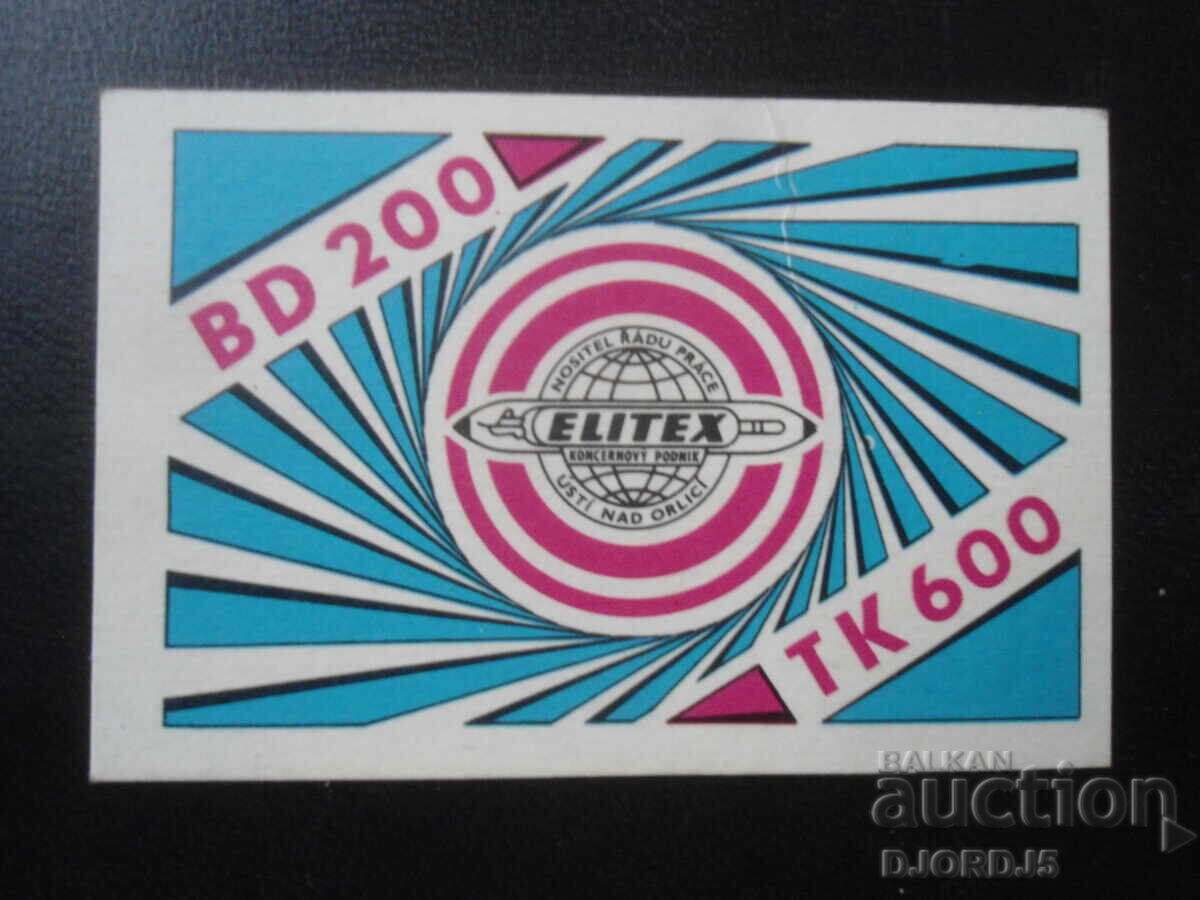 BD 200
NOSITEL ŘÁDU PRÁCE
ELITEX
KONCERNOVÝ PODNIK
ÚSTÍ NAD ORLICÍ
TK 600
BALKAN
auction
DJORDJ5